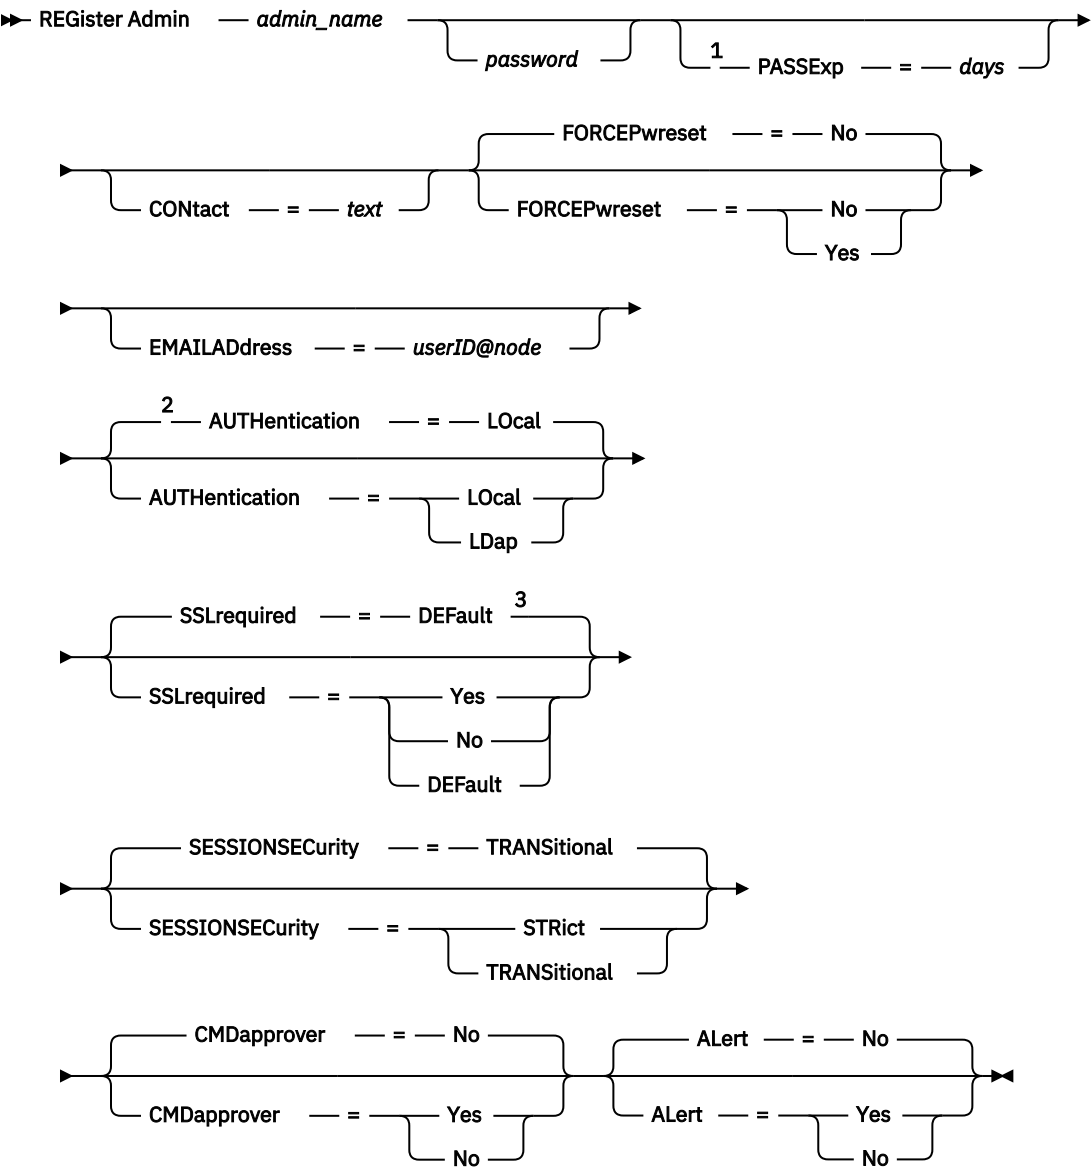 REGister Admin admin_name
password
1 PASSExp = days
FORCEPwreset = No
CONtact = text
FORCEPwreset = No
Yes
EMAILADdress = userID@node
2 AUTHentication = LOcal
AUTHentication = LOcal
LDap
SSLrequired = DEFault 3
SSLrequired = Yes
No
DEFault
SESSIONSECurity = TRANSitional
SESSIONSECurity = STRict
TRANSitional
CMDapprover = No
ALert = No
CMDapprover = Yes
No
ALert = Yes
No